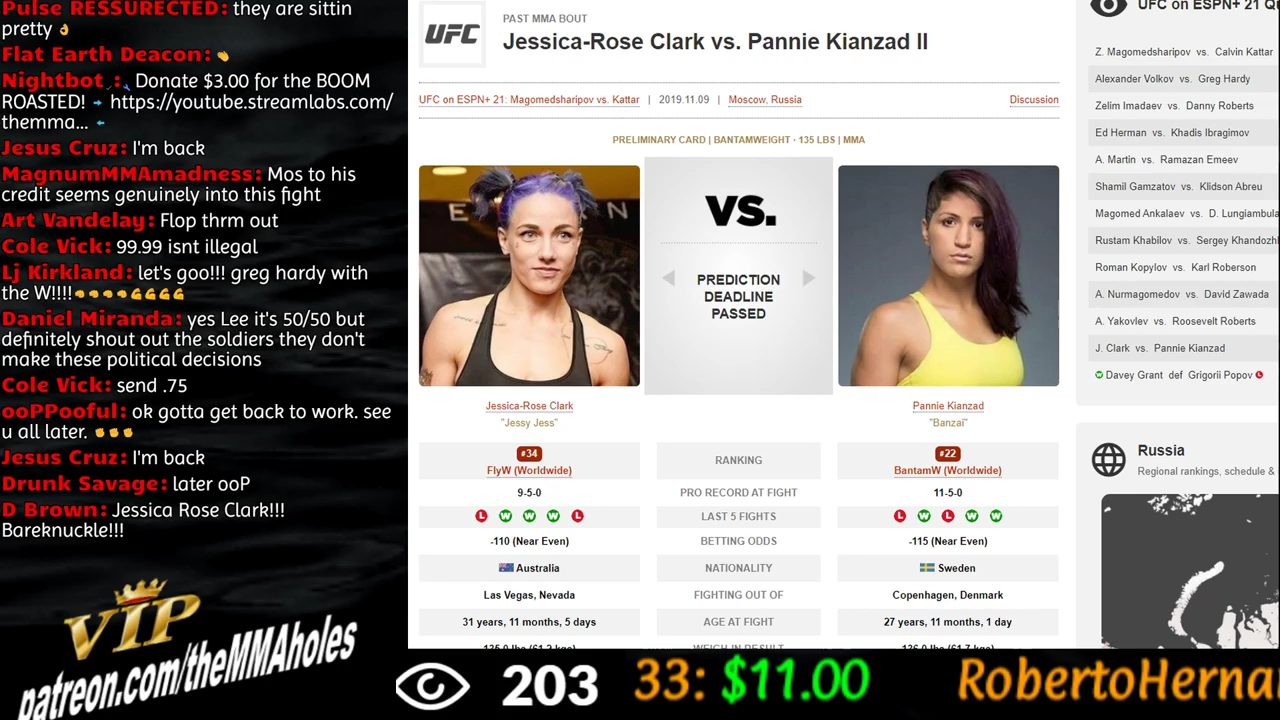 Pulse RESSURECTED: they are sittin
pretty 👌
Flat Earth Deacon: 👏
Nightbot : Donate $3.00 for the BOOM
ROASTED! → https://youtube.streamlabs.com/
themma... ←
Jesus Cruz: I'm back
MagnumMMAmadness: Mos to his
credit seems genuinely into this fight
Art Vandelay: Flop thrm out
Cole Vick: 99.99 isnt illegal
Lj Kirkland: let's goo!!! greg hardy with
the W!!!!👊👊👊👊💪💪💪💪
Daniel Miranda: yes Lee it's 50/50 but
definitely shout out the soldiers they don't
make these political decisions
Cole Vick: send .75
ooPPooful: ok gotta get back to work. see
u all later. ✊✊✊
Jesus Cruz: I'm back
Drunk Savage: later ooP
D Brown: Jessica Rose Clark!!!
Bareknuckle!!!
VIP
patreon.com/theMMAholes
UFC
PAST MMA BOUT
Jessica-Rose Clark vs. Pannie Kianzad II
UFC on ESPN+ 21: Magomedsharipov vs. Kattar | 2019.11.09 | Moscow, Russia Discussion
PRELIMINARY CARD | BANTAMWEIGHT · 135 LBS | MMA
E N
VS.
PREDICTION
DEADLINE
PASSED
Jessica-Rose Clark Pannie Kianzad
"Jessy Jess" "Banzai"
#34 RANKING #22
FlyW (Worldwide) BantamW (Worldwide)
9-5-0 PRO RECORD AT FIGHT 11-5-0
L W W W L LAST 5 FIGHTS L W L W W
-110 (Near Even) BETTING ODDS -115 (Near Even)
Australia NATIONALITY Sweden
Las Vegas, Nevada FIGHTING OUT OF Copenhagen, Denmark
31 years, 11 months, 5 days AGE AT FIGHT 27 years, 11 months, 1 day
UFC on ESPN+ 21 Q
Z. Magomedsharipov vs. Calvin Kattar
Alexander Volkov vs. Greg Hardy
Zelim Imadaev vs. Danny Roberts
Ed Herman vs. Khadis Ibragimov
A. Martin vs. Ramazan Emeev
Shamil Gamzatov vs. Klidson Abreu
Magomed Ankalaev vs. D. Lungiambula
Rustam Khabilov vs. Sergey Khandozh
Roman Kopylov vs. Karl Roberson
A. Nurmagomedov vs. David Zawada
A. Yakovlev vs. Roosevelt Roberts
J. Clark vs. Pannie Kianzad
W Davey Grant def Grigorii Popov L
Russia
Regional rankings, schedule &
203 33: $11.00 RobertoHerna